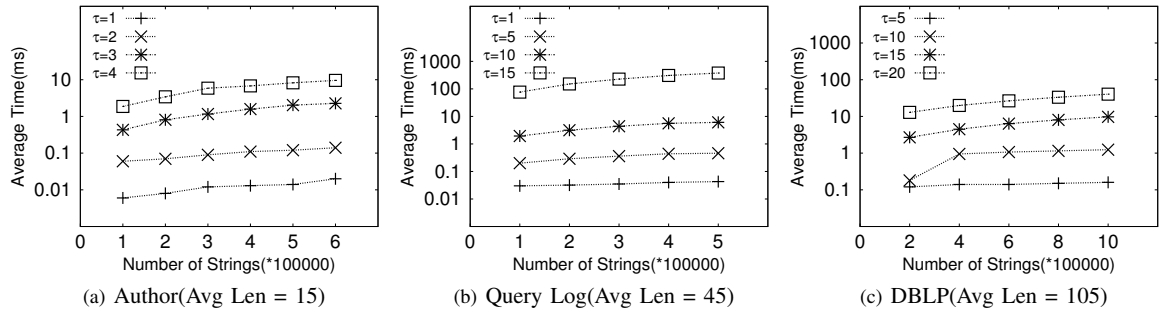 τ=1
τ=2
τ=3
τ=4
Average Time(ms)
10
1
0.1
0.01
0 1 2 3 4 5 6
Number of Strings(*100000)
(a) Author(Avg Len = 15)
τ=1
τ=5
τ=10
τ=15
Average Time(ms)
1000
100
10
1
0.1
0.01
0 1 2 3 4 5
Number of Strings(*100000)
(b) Query Log(Avg Len = 45)
τ=5
τ=10
τ=15
τ=20
Average Time(ms)
1000
100
10
1
0.1
0 2 4 6 8 10
Number of Strings(*100000)
(c) DBLP(Avg Len = 105)